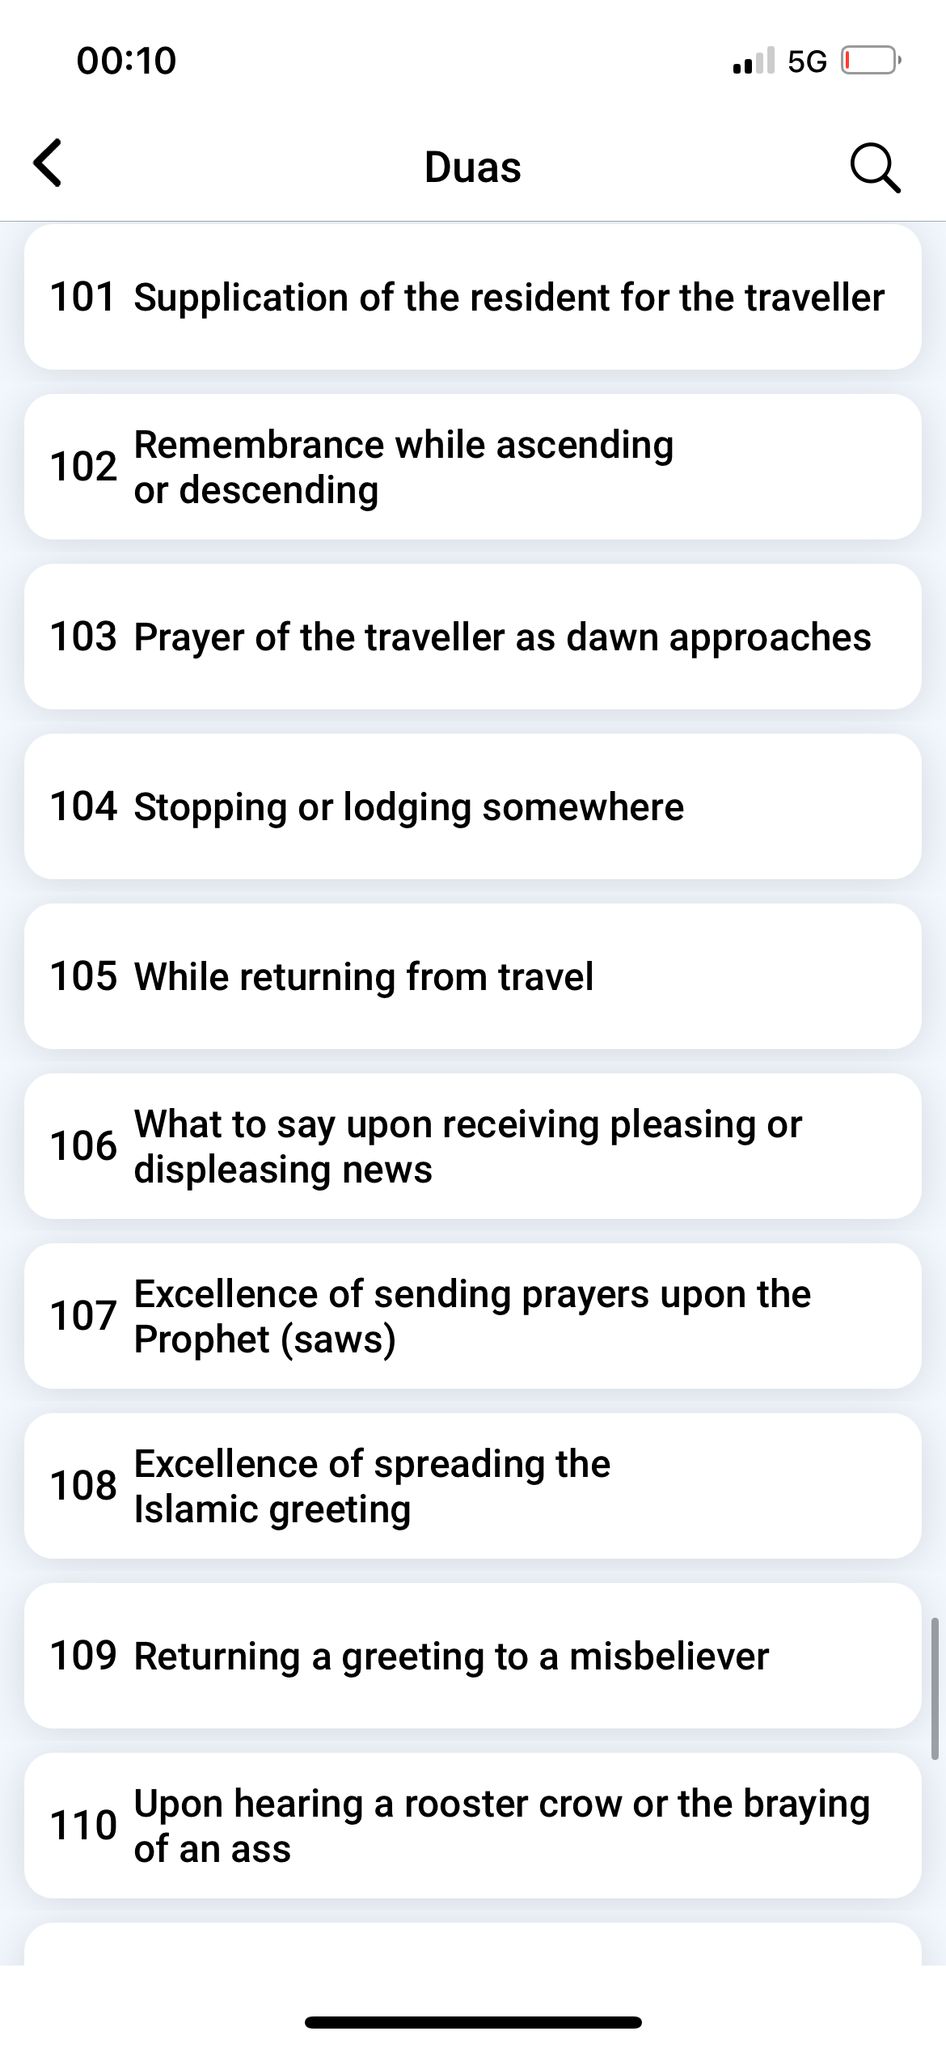 00:10
5G
Duas
101 Supplication of the resident for the traveller
102 Remembrance while ascending
or descending
103 Prayer of the traveller as dawn approaches
104 Stopping or lodging somewhere
105 While returning from travel
106 What to say upon receiving pleasing or
displeasing news
107 Excellence of sending prayers upon the
Prophet (saws)
108 Excellence of spreading the
Islamic greeting
109 Returning a greeting to a misbeliever
110 Upon hearing a rooster crow or the braying
of an ass